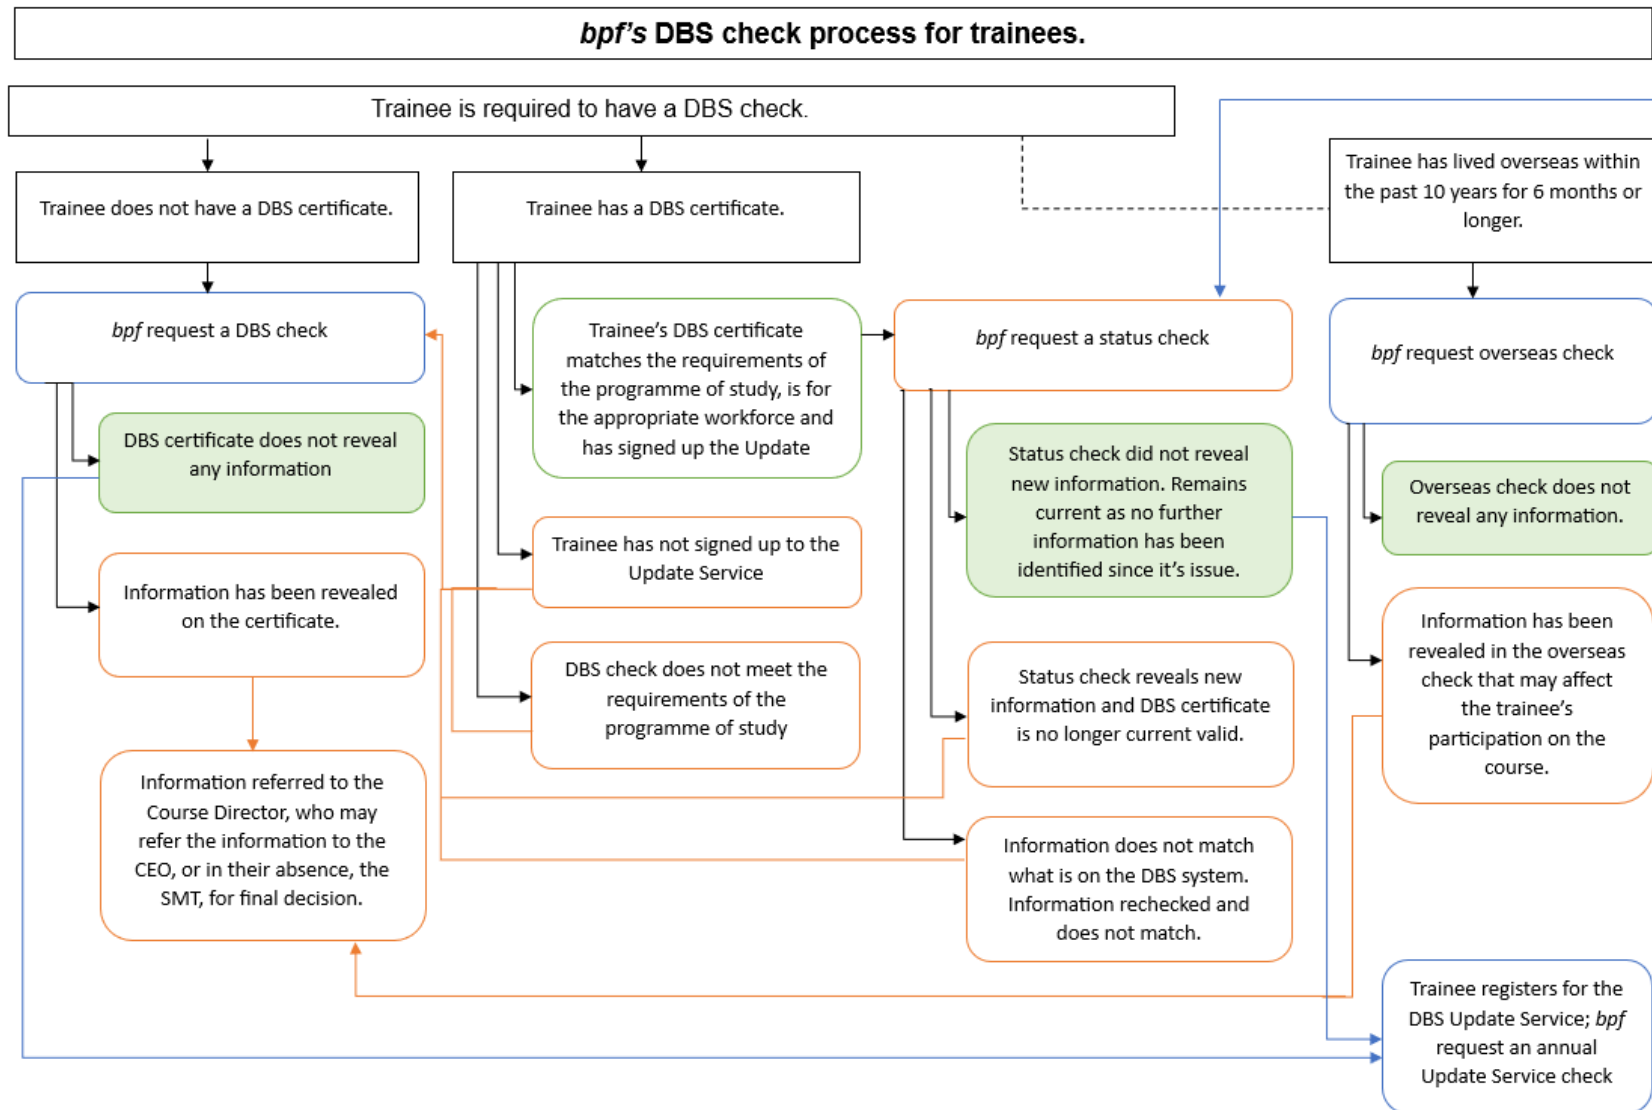 bpf's DBS check process for trainees.
Trainee is required to have a DBS check.
Trainee does not have a DBS certificate.
Trainee has a DBS certificate.
Trainee has lived overseas within
the past 10 years for 6 months or
longer.
bpf request a DBS check
Trainee's DBS certificate
matches the requirements of
the programme of study, is for
the appropriate workforce and
has signed up the Update
bpf request a status check
bpf request overseas check
DBS certificate does not reveal
any information
Status check did not reveal
new information. Remains
current as no further
information has been
identified since it's issue.
Overseas check does not
reveal any information.
Trainee has not signed up to the
Update Service
Information has been revealed
on the certificate.
DBS check does not meet the
requirements of the
programme of study
Status check reveals new
information and DBS certificate
is no longer current valid.
Information has been
revealed in the overseas
check that may affect
the trainee's
participation on the
course.
Information referred to the
Course Director, who may
refer the information to the
CEO, or in their absence, the
SMT, for final decision.
Information does not match
what is on the DBS system.
Information rechecked and
does not match.
Trainee registers for the
DBS Update Service; bpf
request an annual
Update Service check